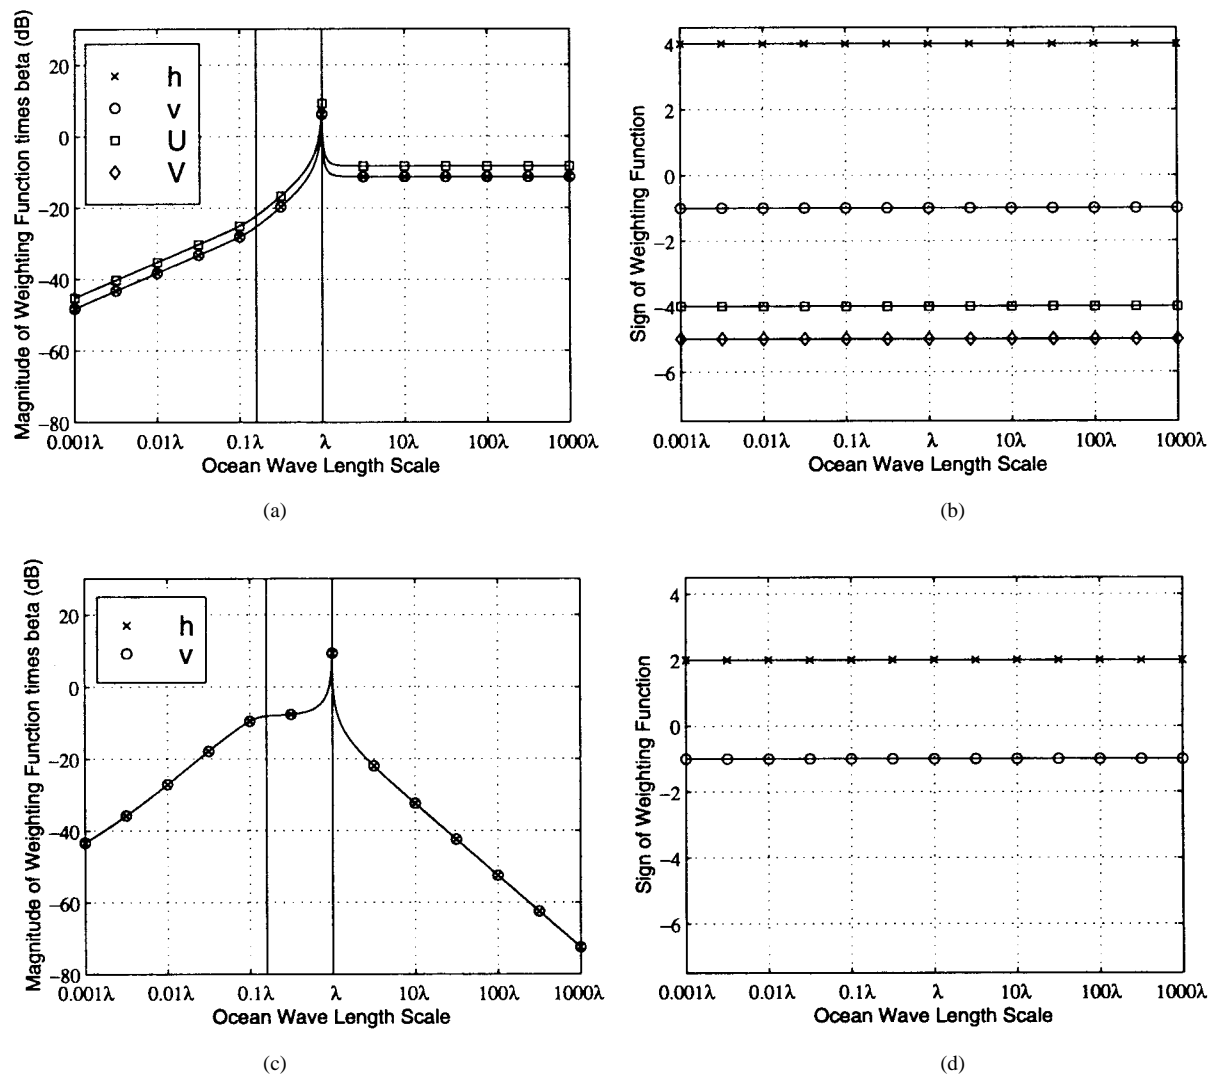 Magnitude of Weighting Function times beta (dB)
20
0
−20
−40
−60
−80
h
v
U
V
0.001λ 0.01λ 0.1λ λ 10λ 100λ 1000λ
Ocean Wave Length Scale
(a)
Sign of Weighting Function
4
2
0
−2
−4
−6
0.001λ 0.01λ 0.1λ λ 10λ 100λ 1000λ
Ocean Wave Length Scale
(b)
Magnitude of Weighting Function times beta (dB)
20
0
−20
−40
−60
−80
h
v
0.001λ 0.01λ 0.1λ λ 10λ 100λ 1000λ
Ocean Wave Length Scale
(c)
Sign of Weighting Function
4
2
0
−2
−4
−6
0.001λ 0.01λ 0.1λ λ 10λ 100λ 1000λ
Ocean Wave Length Scale
(d)